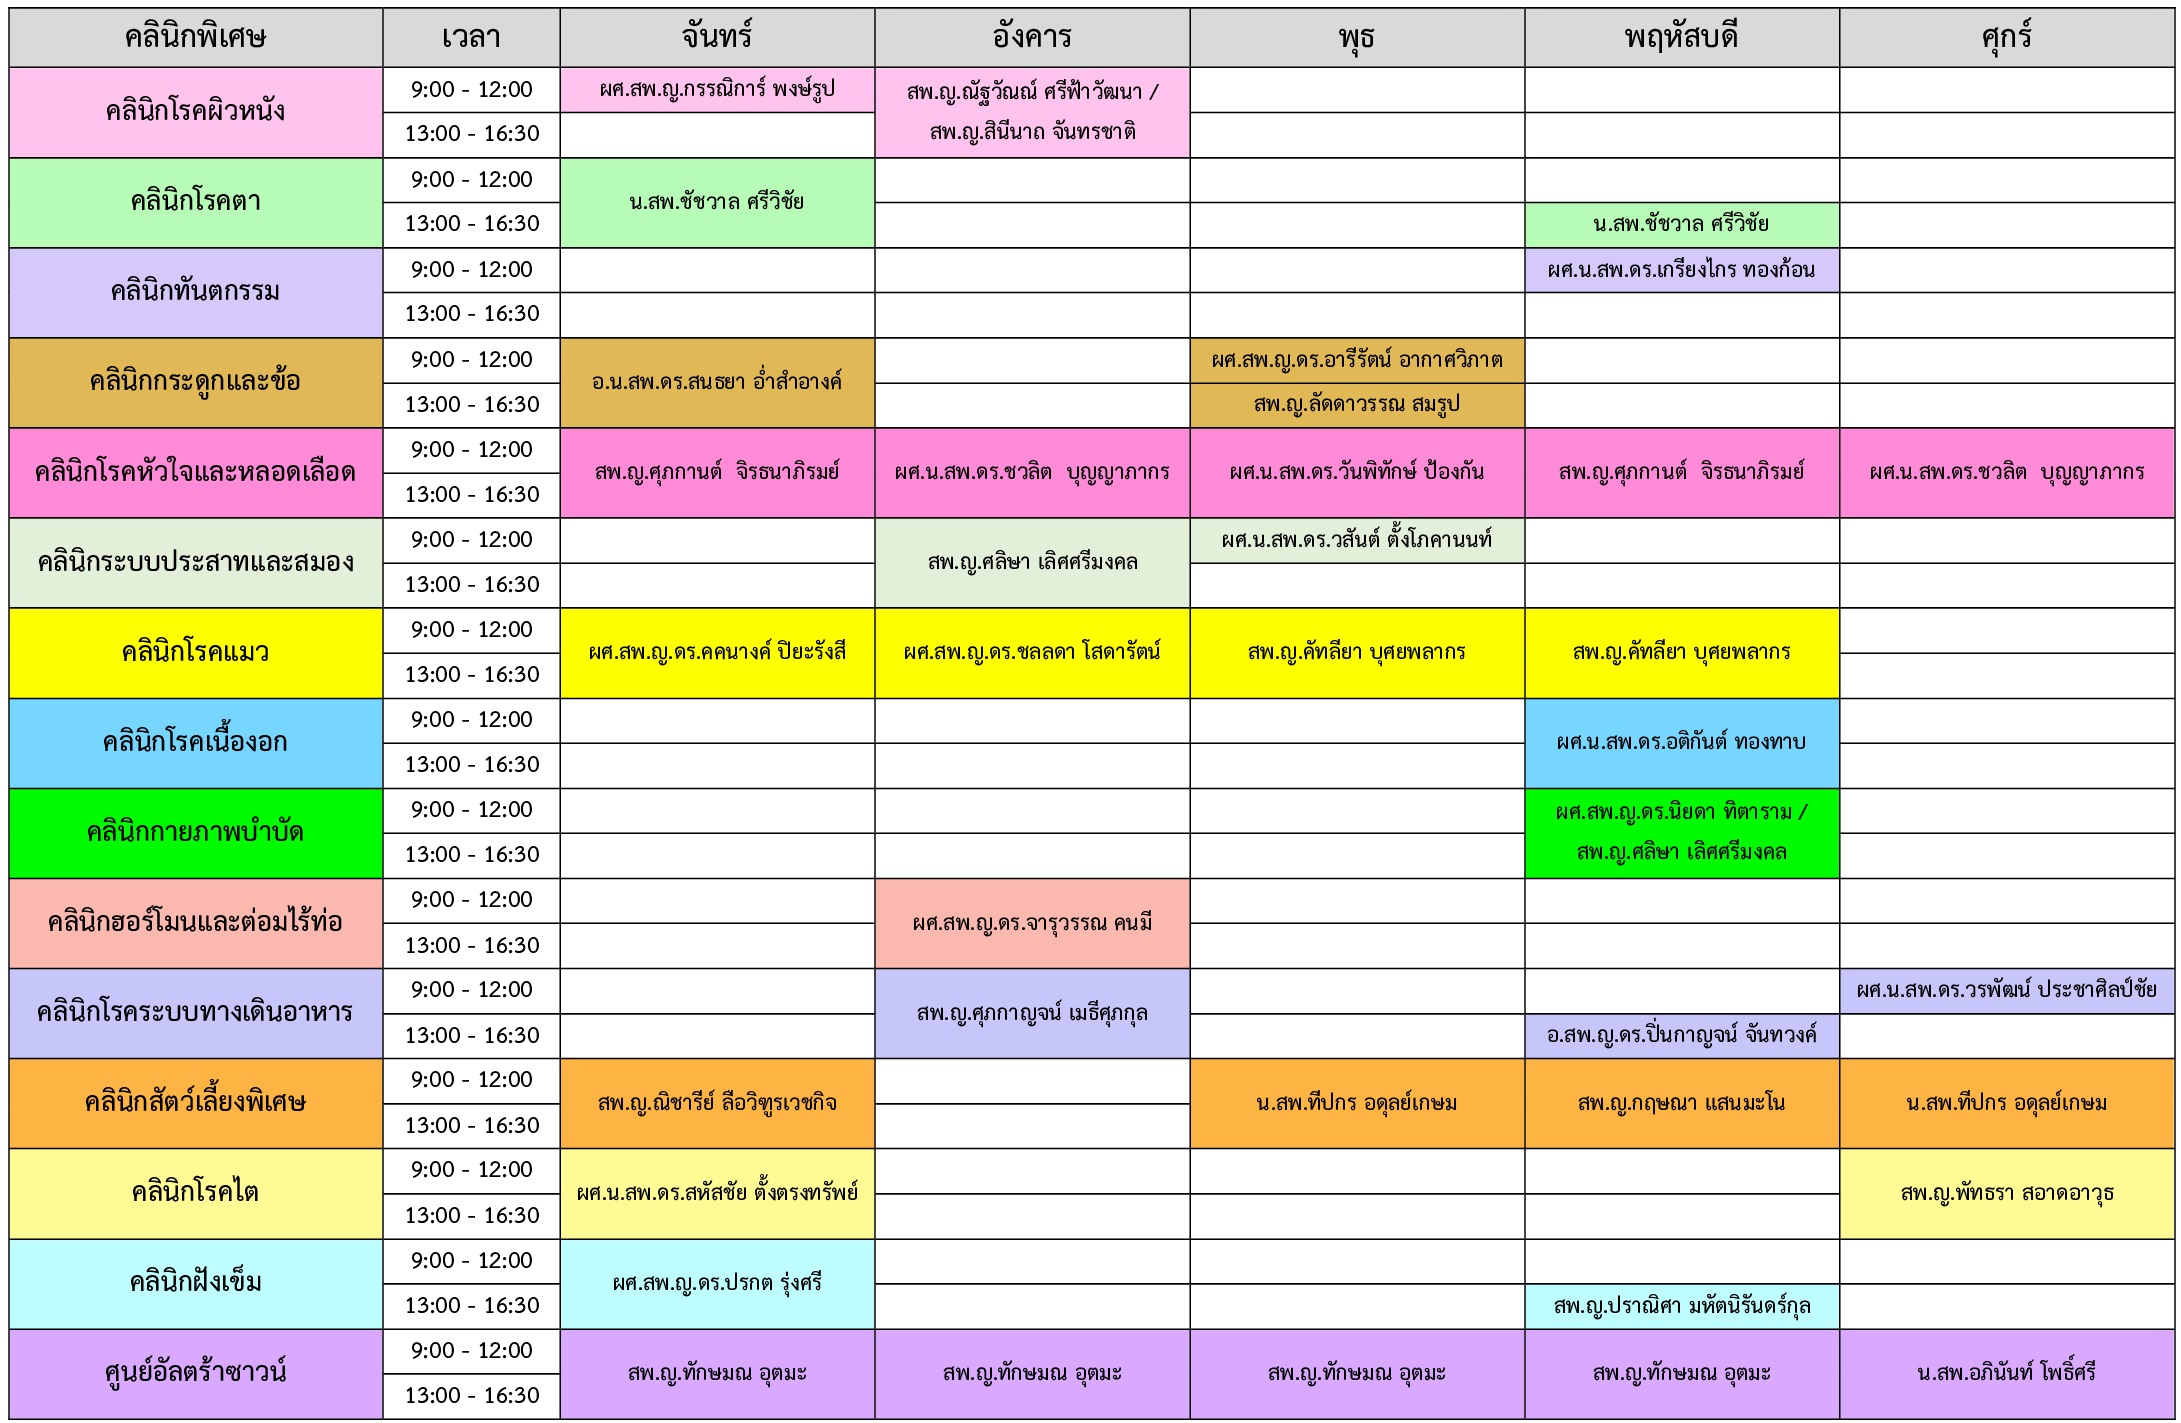 คลินิกพิเศษ เวลา จันทร์ อังคาร พุธ พฤหัสบดี ศุกร์
คลินิกโรคผิวหนัง
9:00 - 12:00 ผศ.สพ.ญ.กรรณิการ์ พงษ์รูป สพ.ญ.ณัฐวัณณ์ ศรีฟ้าวัฒนา /
13:00 - 16:30 สพ.ญ.สินีนาถ จันทรชาติ
คลินิกโรคตา
9:00 - 12:00 น.สพ.ชัชวาล ศรีวิชัย
13:00 - 16:30 น.สพ.ชัชวาล ศรีวิชัย
คลินิกทันตกรรม
9:00 - 12:00 ผศ.น.สพ.ดร.เกรียงไกร ทองก้อน
13:00 - 16:30
คลินิกกระดูกและข้อ
9:00 - 12:00 อ.น.สพ.ดร.สนธยา อ่ำสำอางค์ ผศ.สพ.ญ.ดร.อารีรัตน์ อากาศวิภาต
13:00 - 16:30 สพ.ญ.ลัดดาวรรณ สมรูป
คลินิกโรคหัวใจและหลอดเลือด
9:00 - 12:00 สพ.ญ.ศุภกานต์ จิรธนาภิรมย์ ผศ.น.สพ.ดร.ชวลิต บุญญาภากร ผศ.น.สพ.ดร.วันพิทักษ์ ป้องกัน สพ.ญ.ศุภกานต์ จิรธนาภิรมย์ ผศ.น.สพ.ดร.ชวลิต บุญญาภากร
13:00 - 16:30
คลินิกระบบประสาทและสมอง
9:00 - 12:00 สพ.ญ.ศลิษา เลิศศรีมงคล ผศ.น.สพ.ดร.วสันต์ ตั้งโภคานนท์
13:00 - 16:30
คลินิกโรคแมว
9:00 - 12:00 ผศ.สพ.ญ.ดร.คคนางค์ ปิยะรังสี ผศ.สพ.ญ.ดร.ชลลดา โสดารัตน์ สพ.ญ.คัทลียา บุศยพลากร สพ.ญ.คัทลียา บุศยพลากร
13:00 - 16:30
คลินิกโรคเนื้องอก
9:00 - 12:00 ผศ.น.สพ.ดร.อติกันต์ ทองทาบ
13:00 - 16:30
คลินิกกายภาพบำบัด
9:00 - 12:00 ผศ.สพ.ญ.ดร.นิยดา ทิตาราม /
13:00 - 16:30 สพ.ญ.ศลิษา เลิศศรีมงคล
คลินิกฮอร์โมนและต่อมไร้ท่อ
9:00 - 12:00 ผศ.สพ.ญ.ดร.จารุวรรณ คนมี
13:00 - 16:30
คลินิกโรคระบบทางเดินอาหาร
9:00 - 12:00 สพ.ญ.ศุภกาญจน์ เมธีศุภกุล ผศ.น.สพ.ดร.วรพัฒน์ ประชาศิลป์ชัย
13:00 - 16:30 อ.สพ.ญ.ดร.ปิ่นกาญจน์ จันทวงค์
คลินิกสัตว์เลี้ยงพิเศษ
9:00 - 12:00 สพ.ญ.ณิชารีย์ ลือวิฑูรเวชกิจ น.สพ.ทีปกร อดุลย์เกษม สพ.ญ.กฤษณา แสนมะโน น.สพ.ทีปกร อดุลย์เกษม
13:00 - 16:30
คลินิกโรคไต
9:00 - 12:00 ผศ.น.สพ.ดร.สหัสชัย ตั้งตรงทรัพย์ สพ.ญ.พัทธรา สอาดอาวุธ
13:00 - 16:30
คลินิกฝังเข็ม
9:00 - 12:00 ผศ.สพ.ญ.ดร.ปรกต รุ่งศรี
13:00 - 16:30 สพ.ญ.ปราณิศา มหัตนิรันดร์กุล
ศูนย์อัลตร้าซาวน์
9:00 - 12:00 สพ.ญ.ทักษมณ อุตมะ สพ.ญ.ทักษมณ อุตมะ สพ.ญ.ทักษมณ อุตมะ สพ.ญ.ทักษมณ อุตมะ น.สพ.อภินันท์ โพธิ์ศรี
13:00 - 16:30